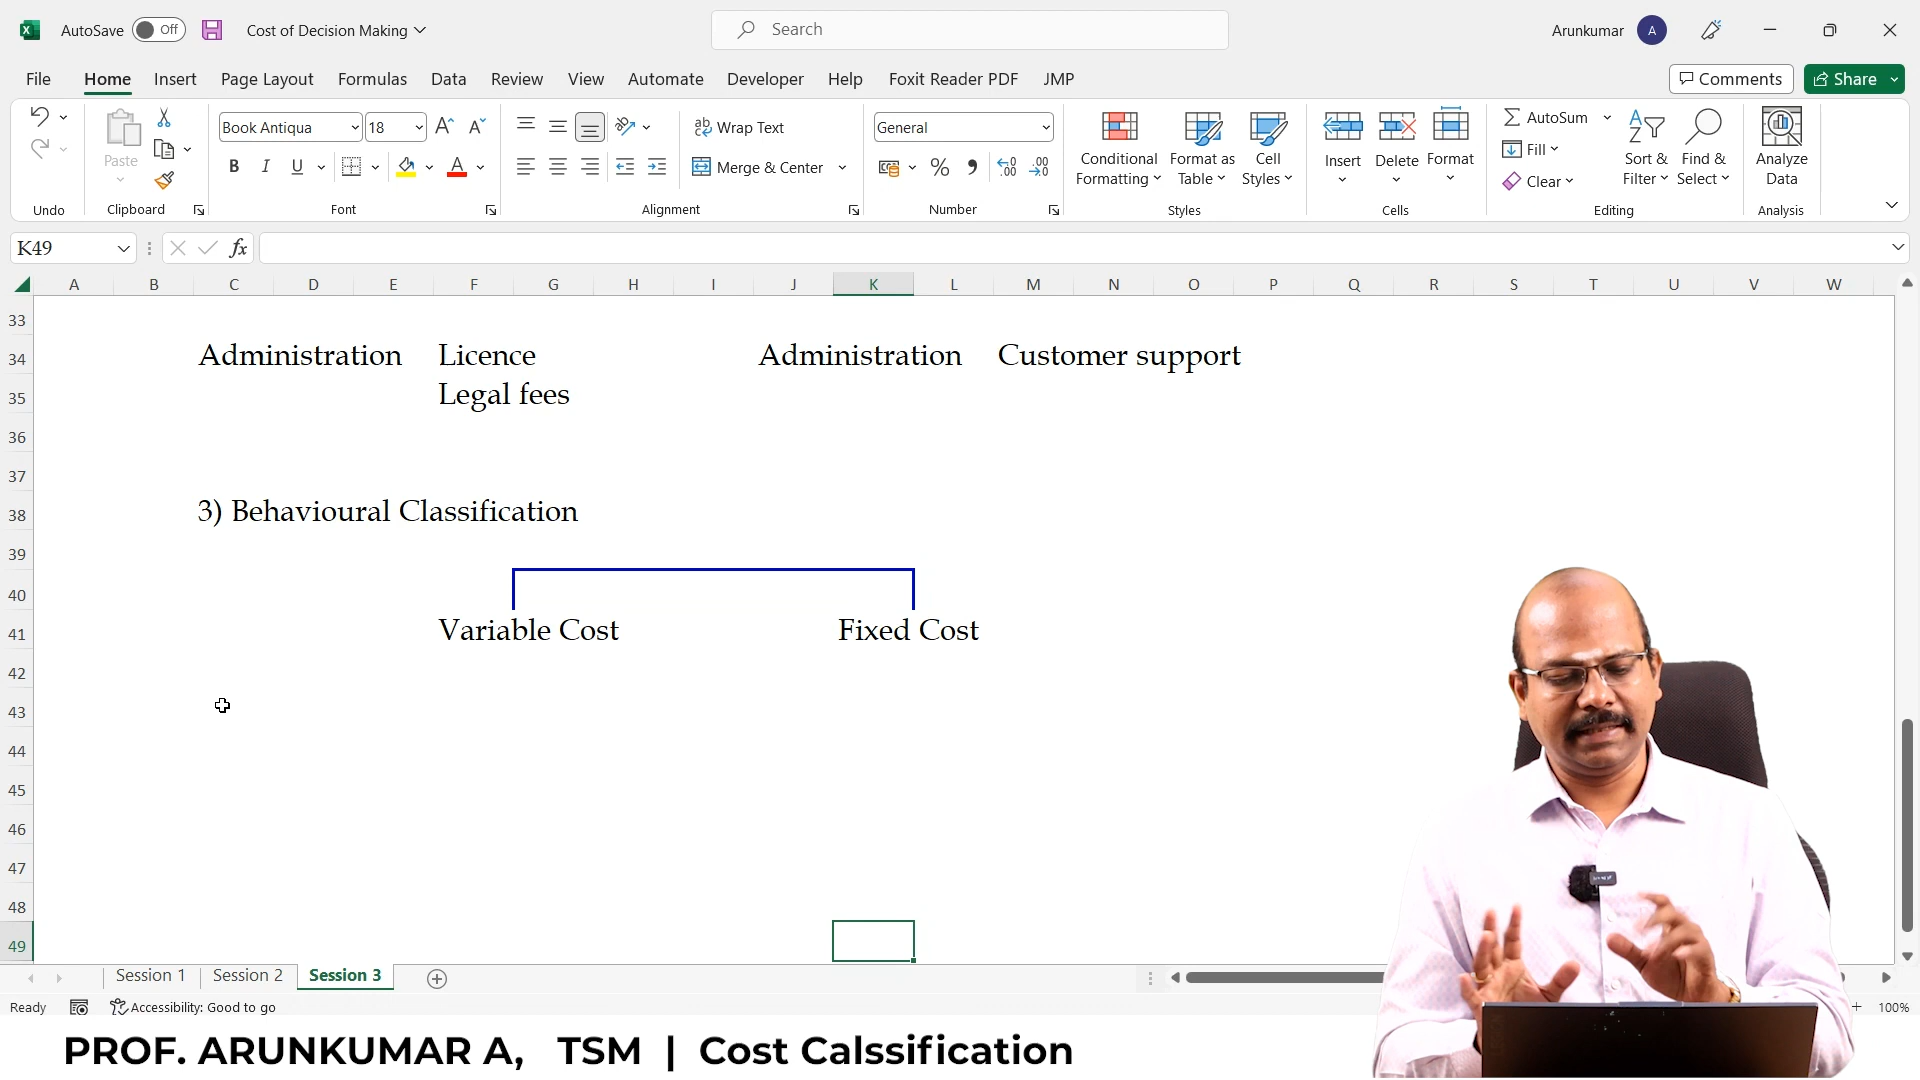 AutoSave Off Cost of Decision Making Search Arunkumar A
File Home Insert Page Layout Formulas Data Review View Automate Developer Help Foxit Reader PDF JMP Comments Share
Paste Book Antiqua 18 Wrap Text General Conditional Formatting Format as Table Cell Styles Insert Delete Format AutoSum Sort & Filter Find & Select Analyze Data
B I U A Merge & Center % Fill Clear
Undo Clipboard Font Alignment Number Styles Cells Editing Analysis
K49 fx
A B C D E F G H I J K L M N O P Q R S T U V W
33
34 Administration Licence Administration Customer support
35 Legal fees
36
37
38 3) Behavioural Classification
39
40
41 Variable Cost Fixed Cost
42
43
44
45
46
47
48
49
Session 1 Session 2 Session 3
Ready Accessibility: Good to go 100%
PROF. ARUNKUMAR A, TSM | Cost Calssification